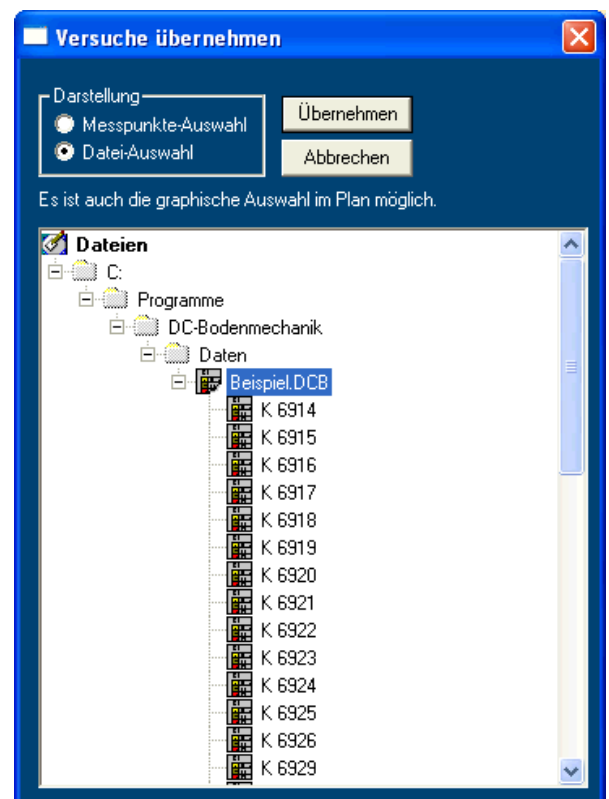 Versuche übernehmen
Darstellung
Messpunkte-Auswahl
Datei-Auswahl
Übernehmen
Abbrechen
Es ist auch die graphische Auswahl im Plan möglich.
Dateien
C:
Programme
DC-Bodenmechanik
Daten
Beispiel.DCB
K 6914
K 6915
K 6916
K 6917
K 6918
K 6919
K 6920
K 6921
K 6922
K 6923
K 6924
K 6925
K 6926
K 6929